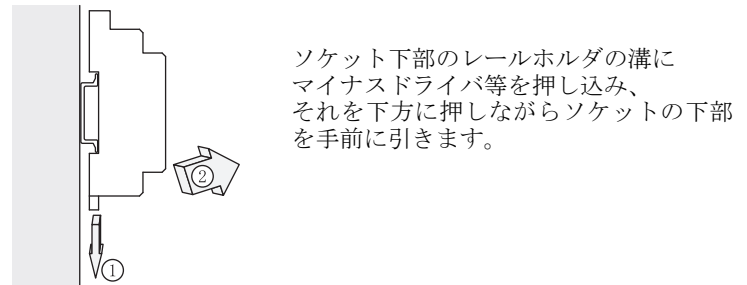 ソケット下部のレールホルダの溝に
マイナスドライバ等を押し込み、
それを下方に押しながらソケットの下部
を手前に引きます。
②
①